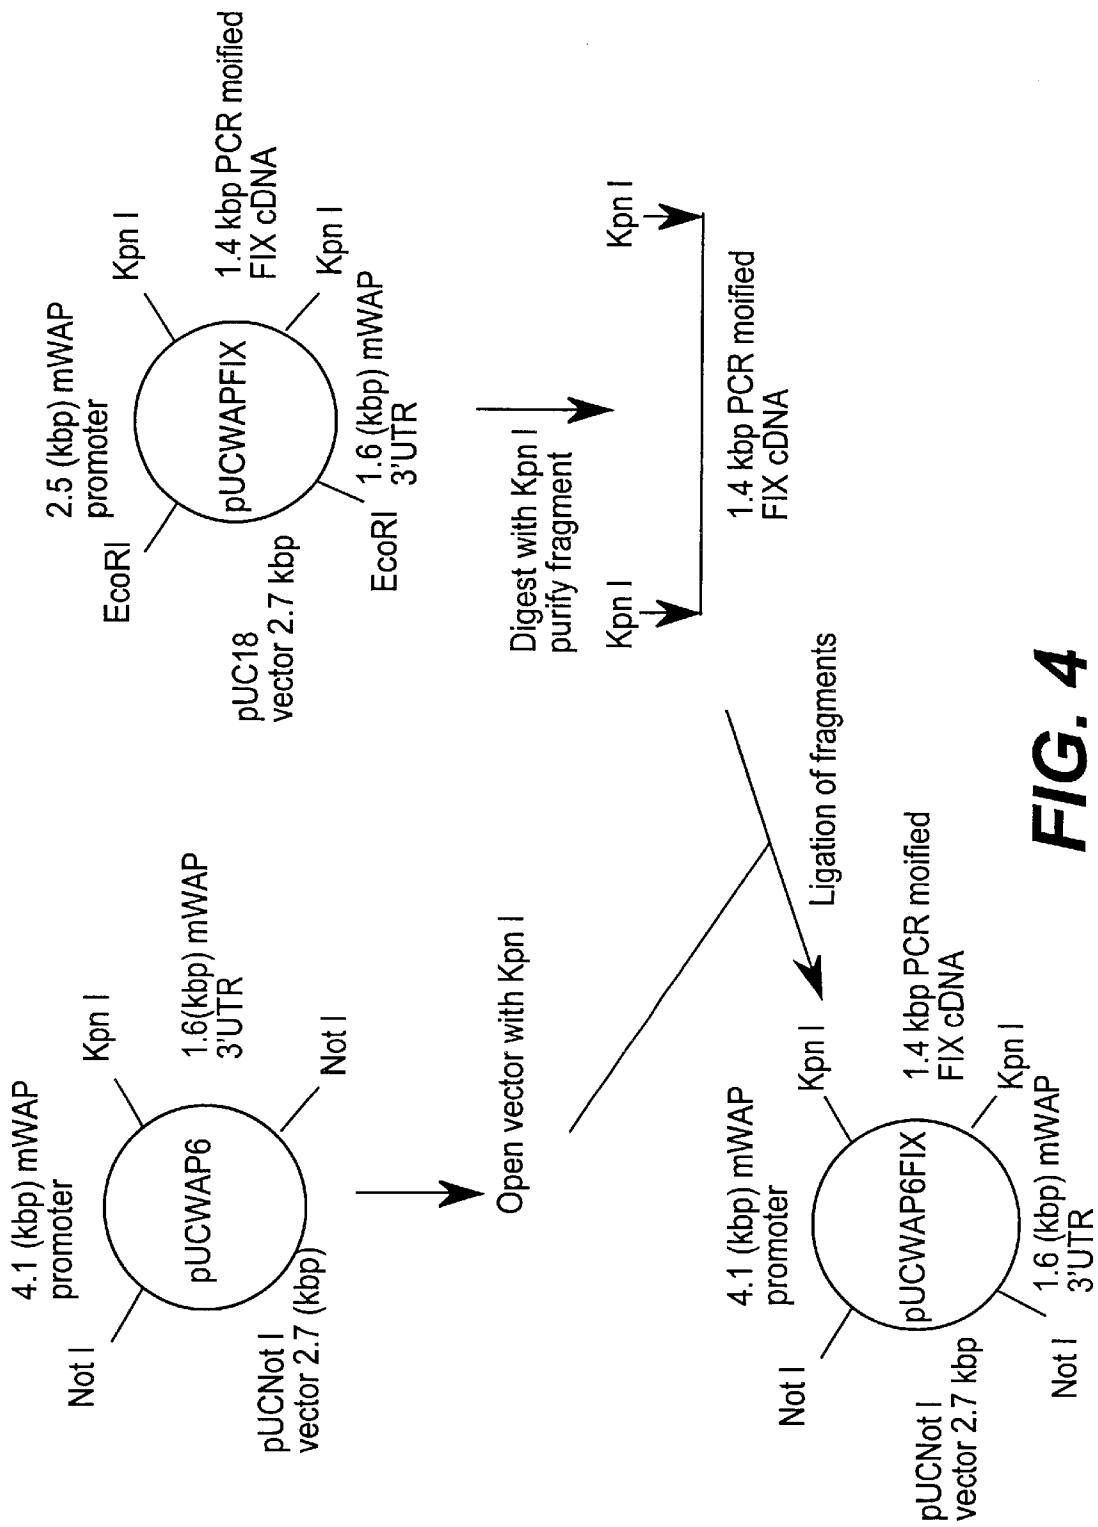 4.1 (kbp) mWAP
promoter
Kpn I
Not I
pUCWAP6
1.6(kbp) mWAP
3'UTR
pUCNot I
vector 2.7 (kbp)
Not I
Open vector with Kpn I
2.5 (kbp) mWAP
promoter
Kpn I
EcoRI
pUCWAPFIX
1.4 kbp PCR moified
FIX cDNA
pUC18
vector 2.7 kbp
Kpn I
1.6 (kbp) mWAP
3'UTR
EcoRI
Digest with Kpn I
purify fragment
Kpn I
Kpn I
1.4 kbp PCR moified
FIX cDNA
Ligation of fragments
4.1 (kbp) mWAP
promoter
Kpn I
Not I
pUCWAP6FIX
1.4 kbp PCR moified
FIX cDNA
pUCNot I
vector 2.7 kbp
Kpn I
1.6 (kbp) mWAP
3'UTR
Not I
FIG. 4